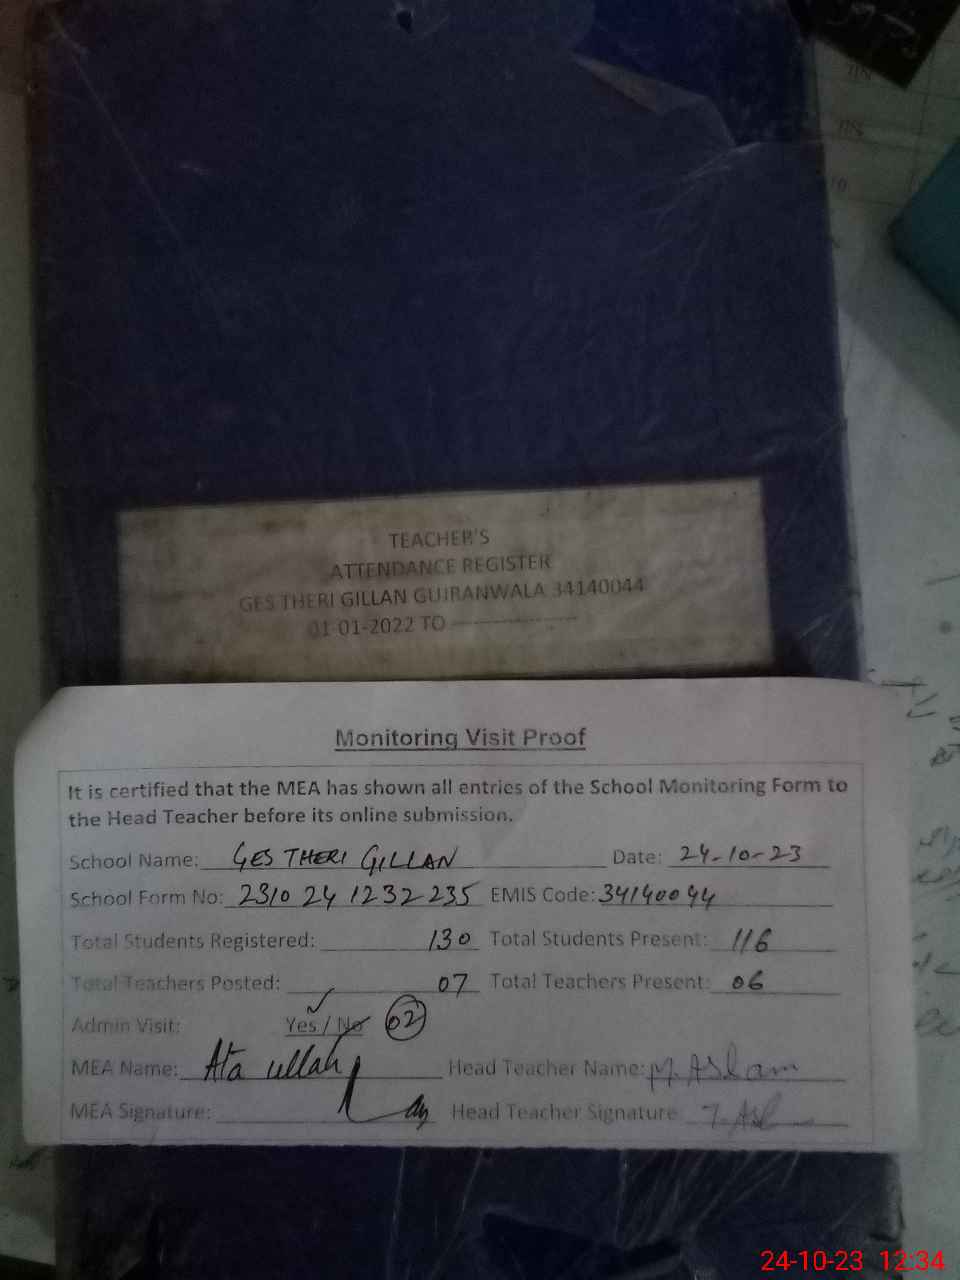 TEACHER'S
ATTENDANCE REGISTER
GES THERI GILLAN GUJRANWALA 34140044
01-01-2022 TO -------------------
Monitoring Visit Proof
It is certified that the MEA has shown all entries of the School Monitoring Form to
the Head Teacher before its online submission.
School Name: GES THERI GILLAN Date: 24-10-23
School Form No: 2310 24 1232 235 EMIS Code: 34140044
Total Students Registered: 130 Total Students Present: 116
Total Teachers Posted: 07 Total Teachers Present: 06
Admin Visit: Yes / No 02
MEA Name: Ata ullah Head Teacher Name: M. Aslam
MEA Signature: Head Teacher Signature
24-10-23 12:34